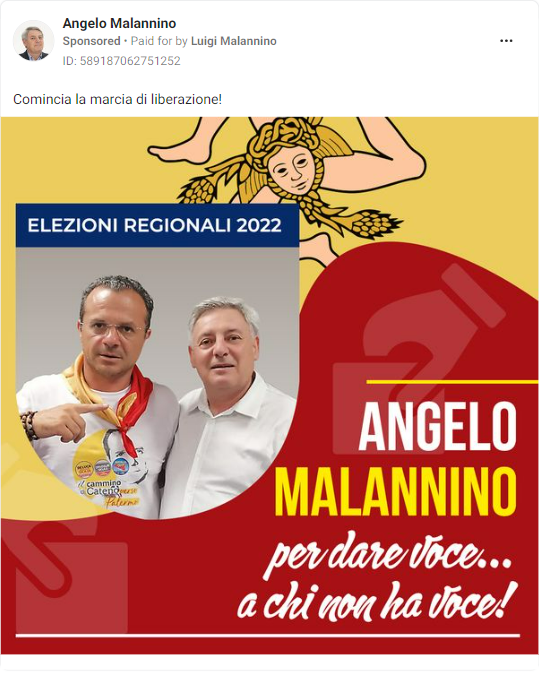 Angelo Malannino
Sponsored • Paid for by Luigi Malannino
ID: 589187062751252
Comincia la marcia di liberazione!
ELEZIONI REGIONALI 2022
il cammino
di Cateno
verso
Palermo
ANGELO
MALANNINO
per dare voce...
a chi non ha voce!